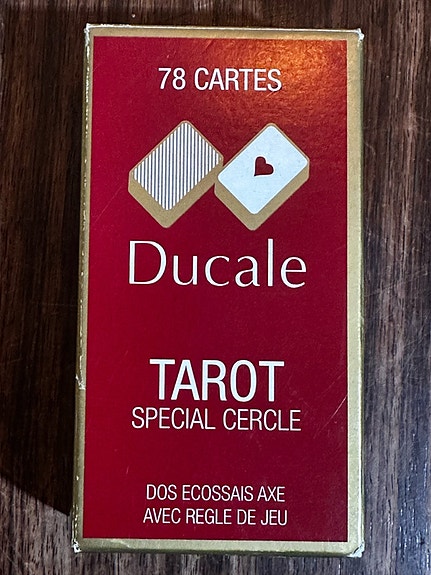 78 CARTES
Ducale
TAROT
SPECIAL CERCLE
DOS ECOSSAIS AXE
AVEC REGLE DE JEU